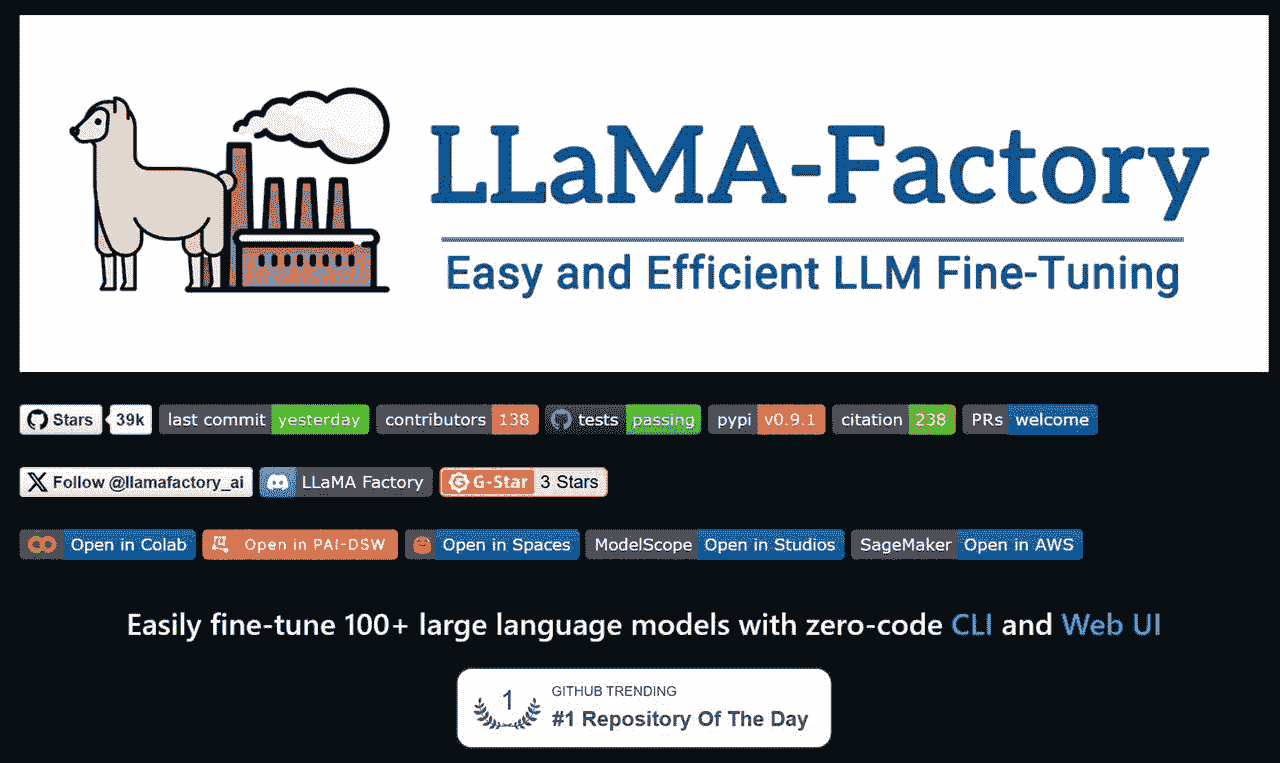 LLaMA-Factory
Easy and Efficient LLM Fine-Tuning
Stars 39k last commit yesterday contributors 138 tests passing pypi v0.9.1 citation 238 PRs welcome
Follow @llamafactory_ai LLaMA Factory G-Star 3 Stars
Open in Colab Open in PAI-DSW Open in Spaces ModelScope Open in Studios SageMaker Open in AWS
Easily fine-tune 100+ large language models with zero-code CLI and Web UI
1
GITHUB TRENDING
#1 Repository Of The Day